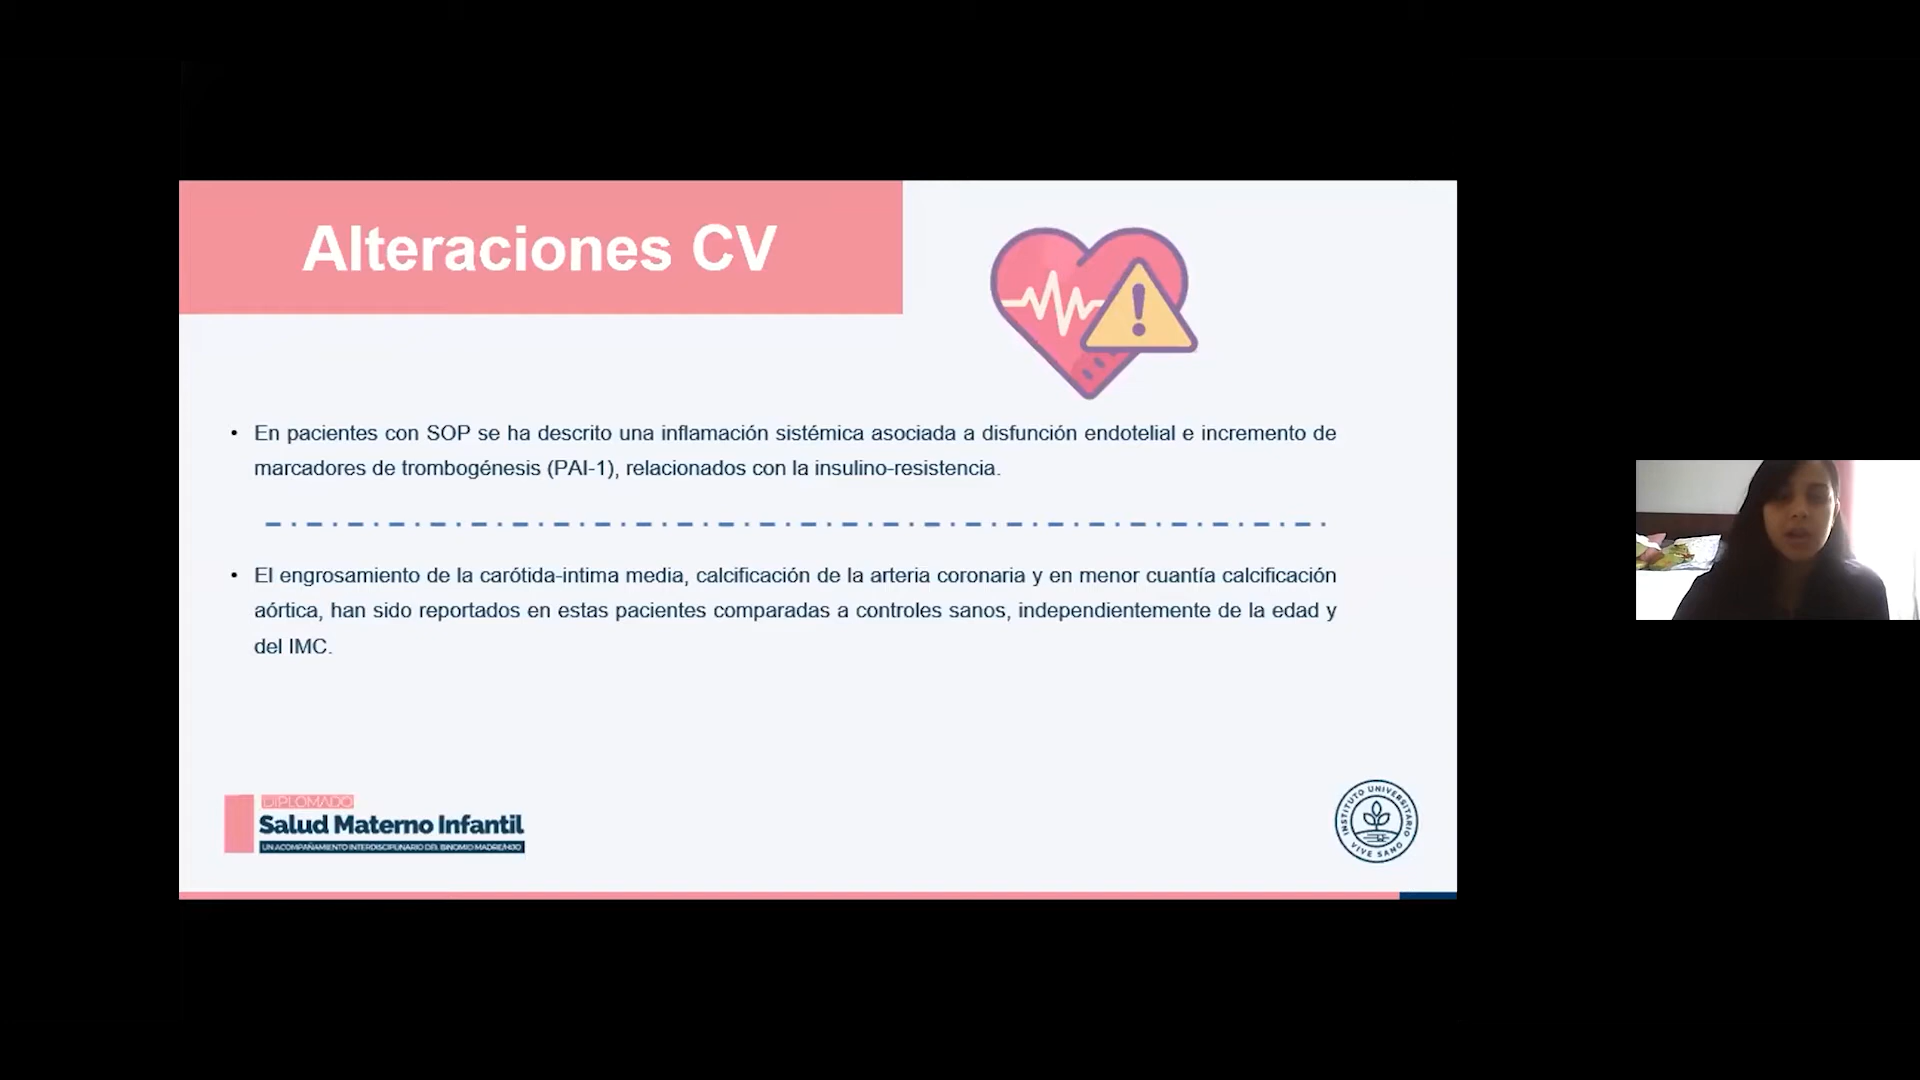 Alteraciones CV
• En pacientes con SOP se ha descrito una inflamación sistémica asociada a disfunción endotelial e incremento de
marcadores de trombogénesis (PAI-1), relacionados con la insulino-resistencia.
• El engrosamiento de la carótida-intima media, calcificación de la arteria coronaria y en menor cuantía calcificación
aórtica, han sido reportados en estas pacientes comparadas a controles sanos, independientemente de la edad y
del IMC.
DIPLOMADO
Salud Materno Infantil
UN ACOMPAÑAMIENTO INTERDISCIPLINARIO DEL BINOMIO MADRE/HIJO
INSTITUTO UNIVERSITARIO
VIVE SANO